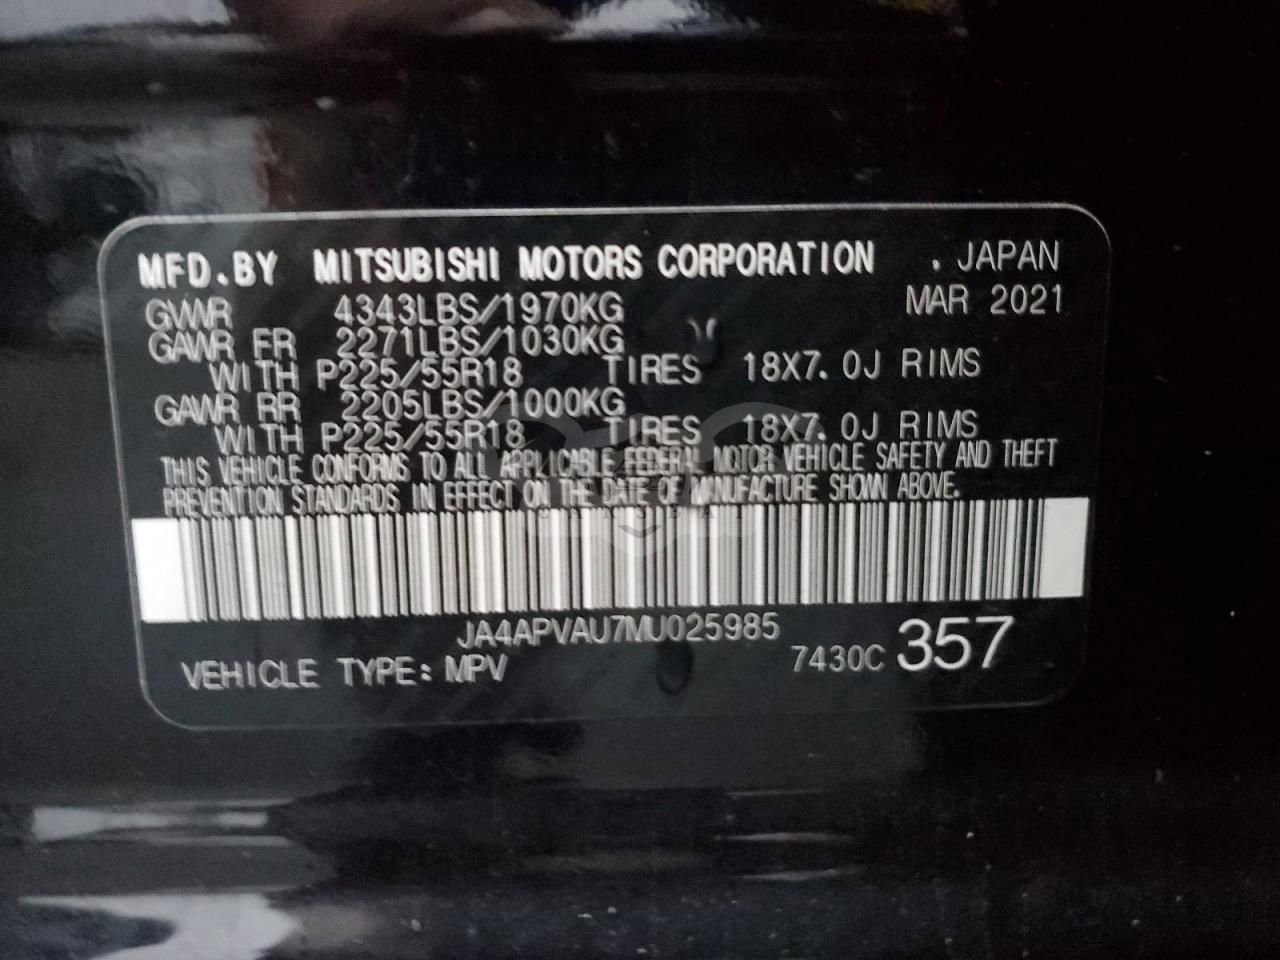 MFD.BY MITSUBISHI MOTORS CORPORATION , JAPAN
GVWR 4343LBS/1970KG MAR 2021
GAWR FR 2271LBS/1030KG
WITH P225/55R18 TIRES 18X7.0J RIMS
GAWR RR 2205LBS/1000KG
WITH P225/55R18 TIRES 18X7.0J RIMS
THIS VEHICLE CONFORMS TO ALL APPLICABLE FEDERAL MOTOR VEHICLE SAFETY AND THEFT
PREVENTION STANDARDS IN EFFECT ON THE DATE OF MANUFACTURE SHOWN ABOVE.
JA4APVAU7MU025985
VEHICLE TYPE: MPV 7430C 357